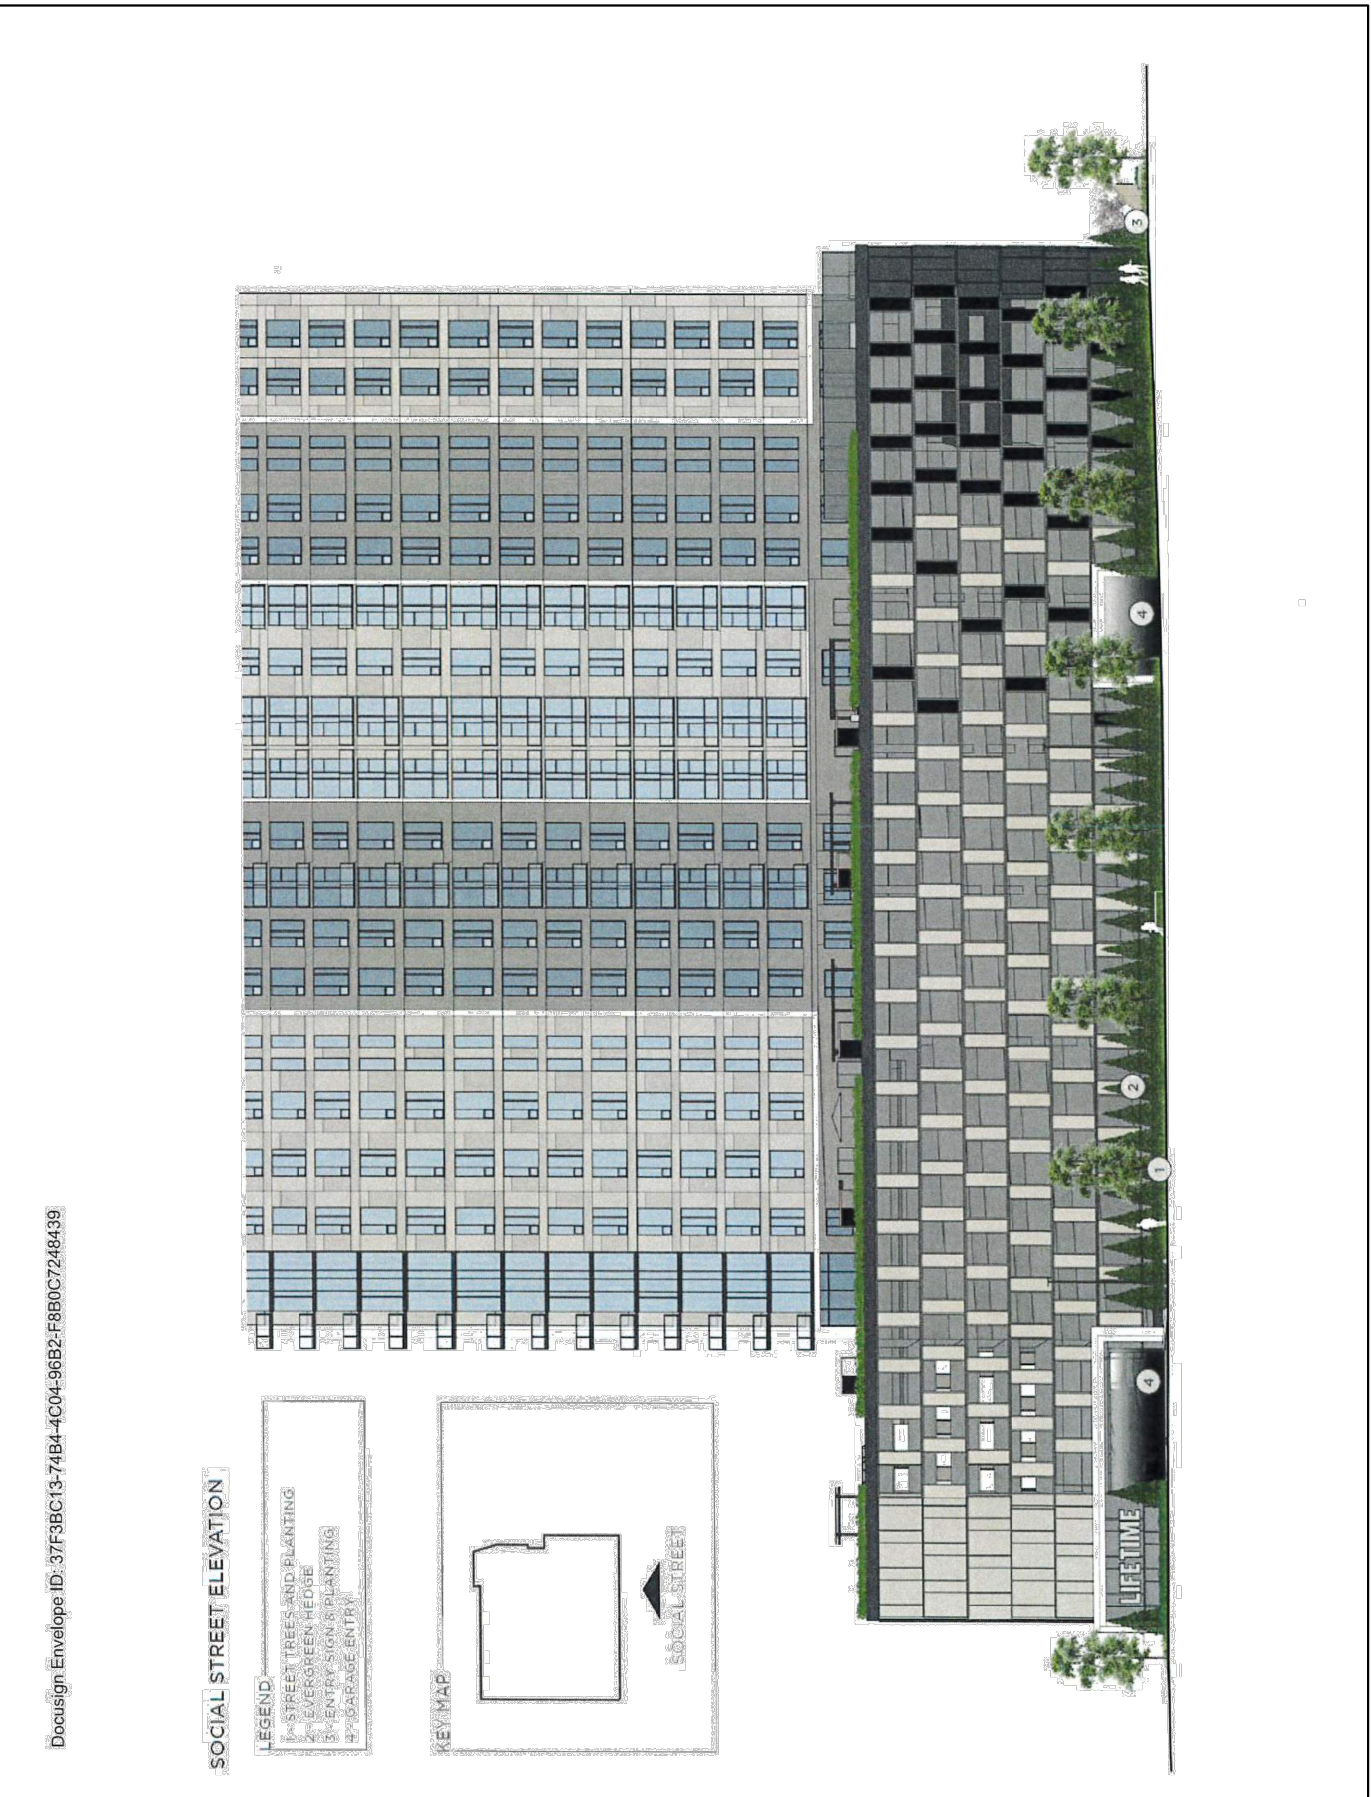 Docusign Envelope ID: 37F3BC13-74B4-4C04-96B2-F8B0C7248439
SOCIAL STREET ELEVATION
LEGEND
1 - STREET TREES AND PLANTING
2 - EVERGREEN HEDGE
3 - ENTRY SIGN & PLANTING
4 - GARAGE ENTRY
KEY MAP
SOCIAL STREET
LIFETIME
4
1
2
4
3